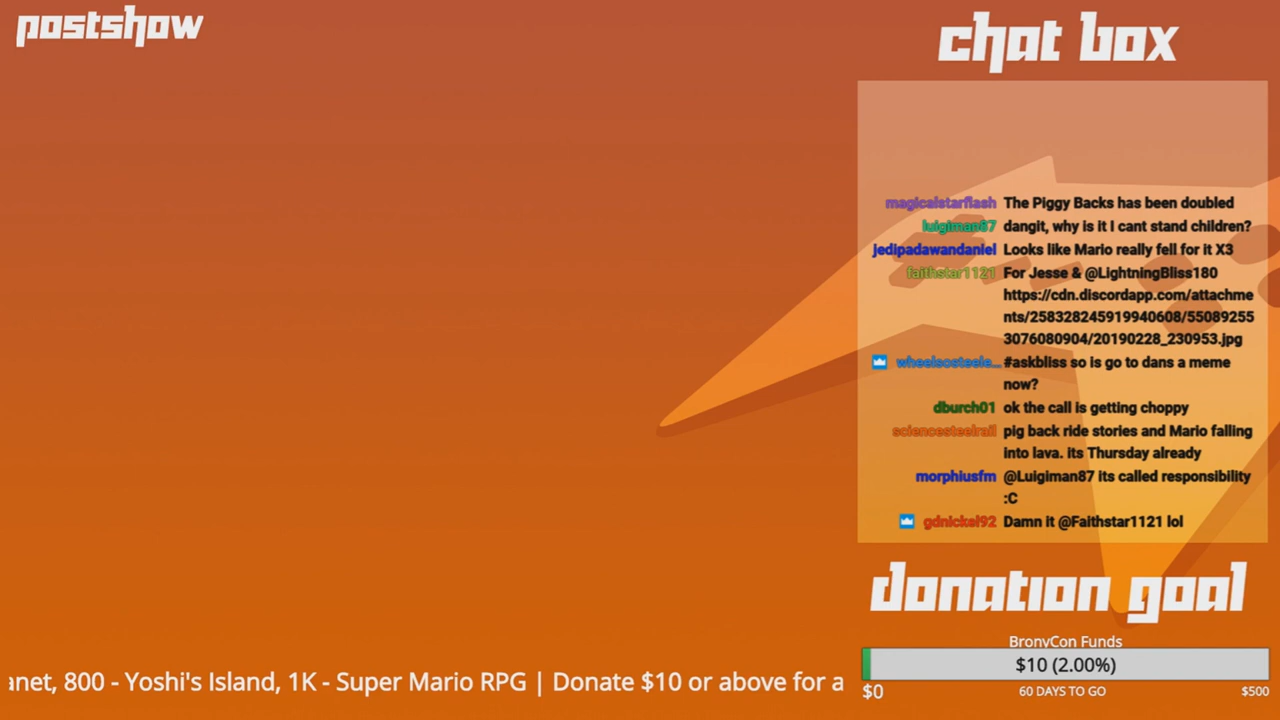 postshow
chat box
magicalstarflash The Piggy Backs has been doubled
luigiman87 dangit, why is it I cant stand children?
jedipadawandaniel Looks like Mario really fell for it X3
faithstar1121 For Jesse & @LightningBliss180
https://cdn.discordapp.com/attachme
nts/258328245919940608/55089255
3076080904/20190228_230953.jpg
wheelsosteele... #askbliss so is go to dans a meme
now?
dburch01 ok the call is getting choppy
sciencesteelrail pig back ride stories and Mario falling
into lava. its Thursday already
morphiusfm @Luigiman87 its called responsibility
:C
gdnickel92 Damn it @Faithstar1121 lol
donation goal
BronyCon Funds
$10 (2.00%)
$0 60 DAYS TO GO $500
anet, 800 - Yoshi's Island, 1K - Super Mario RPG | Donate $10 or above for a